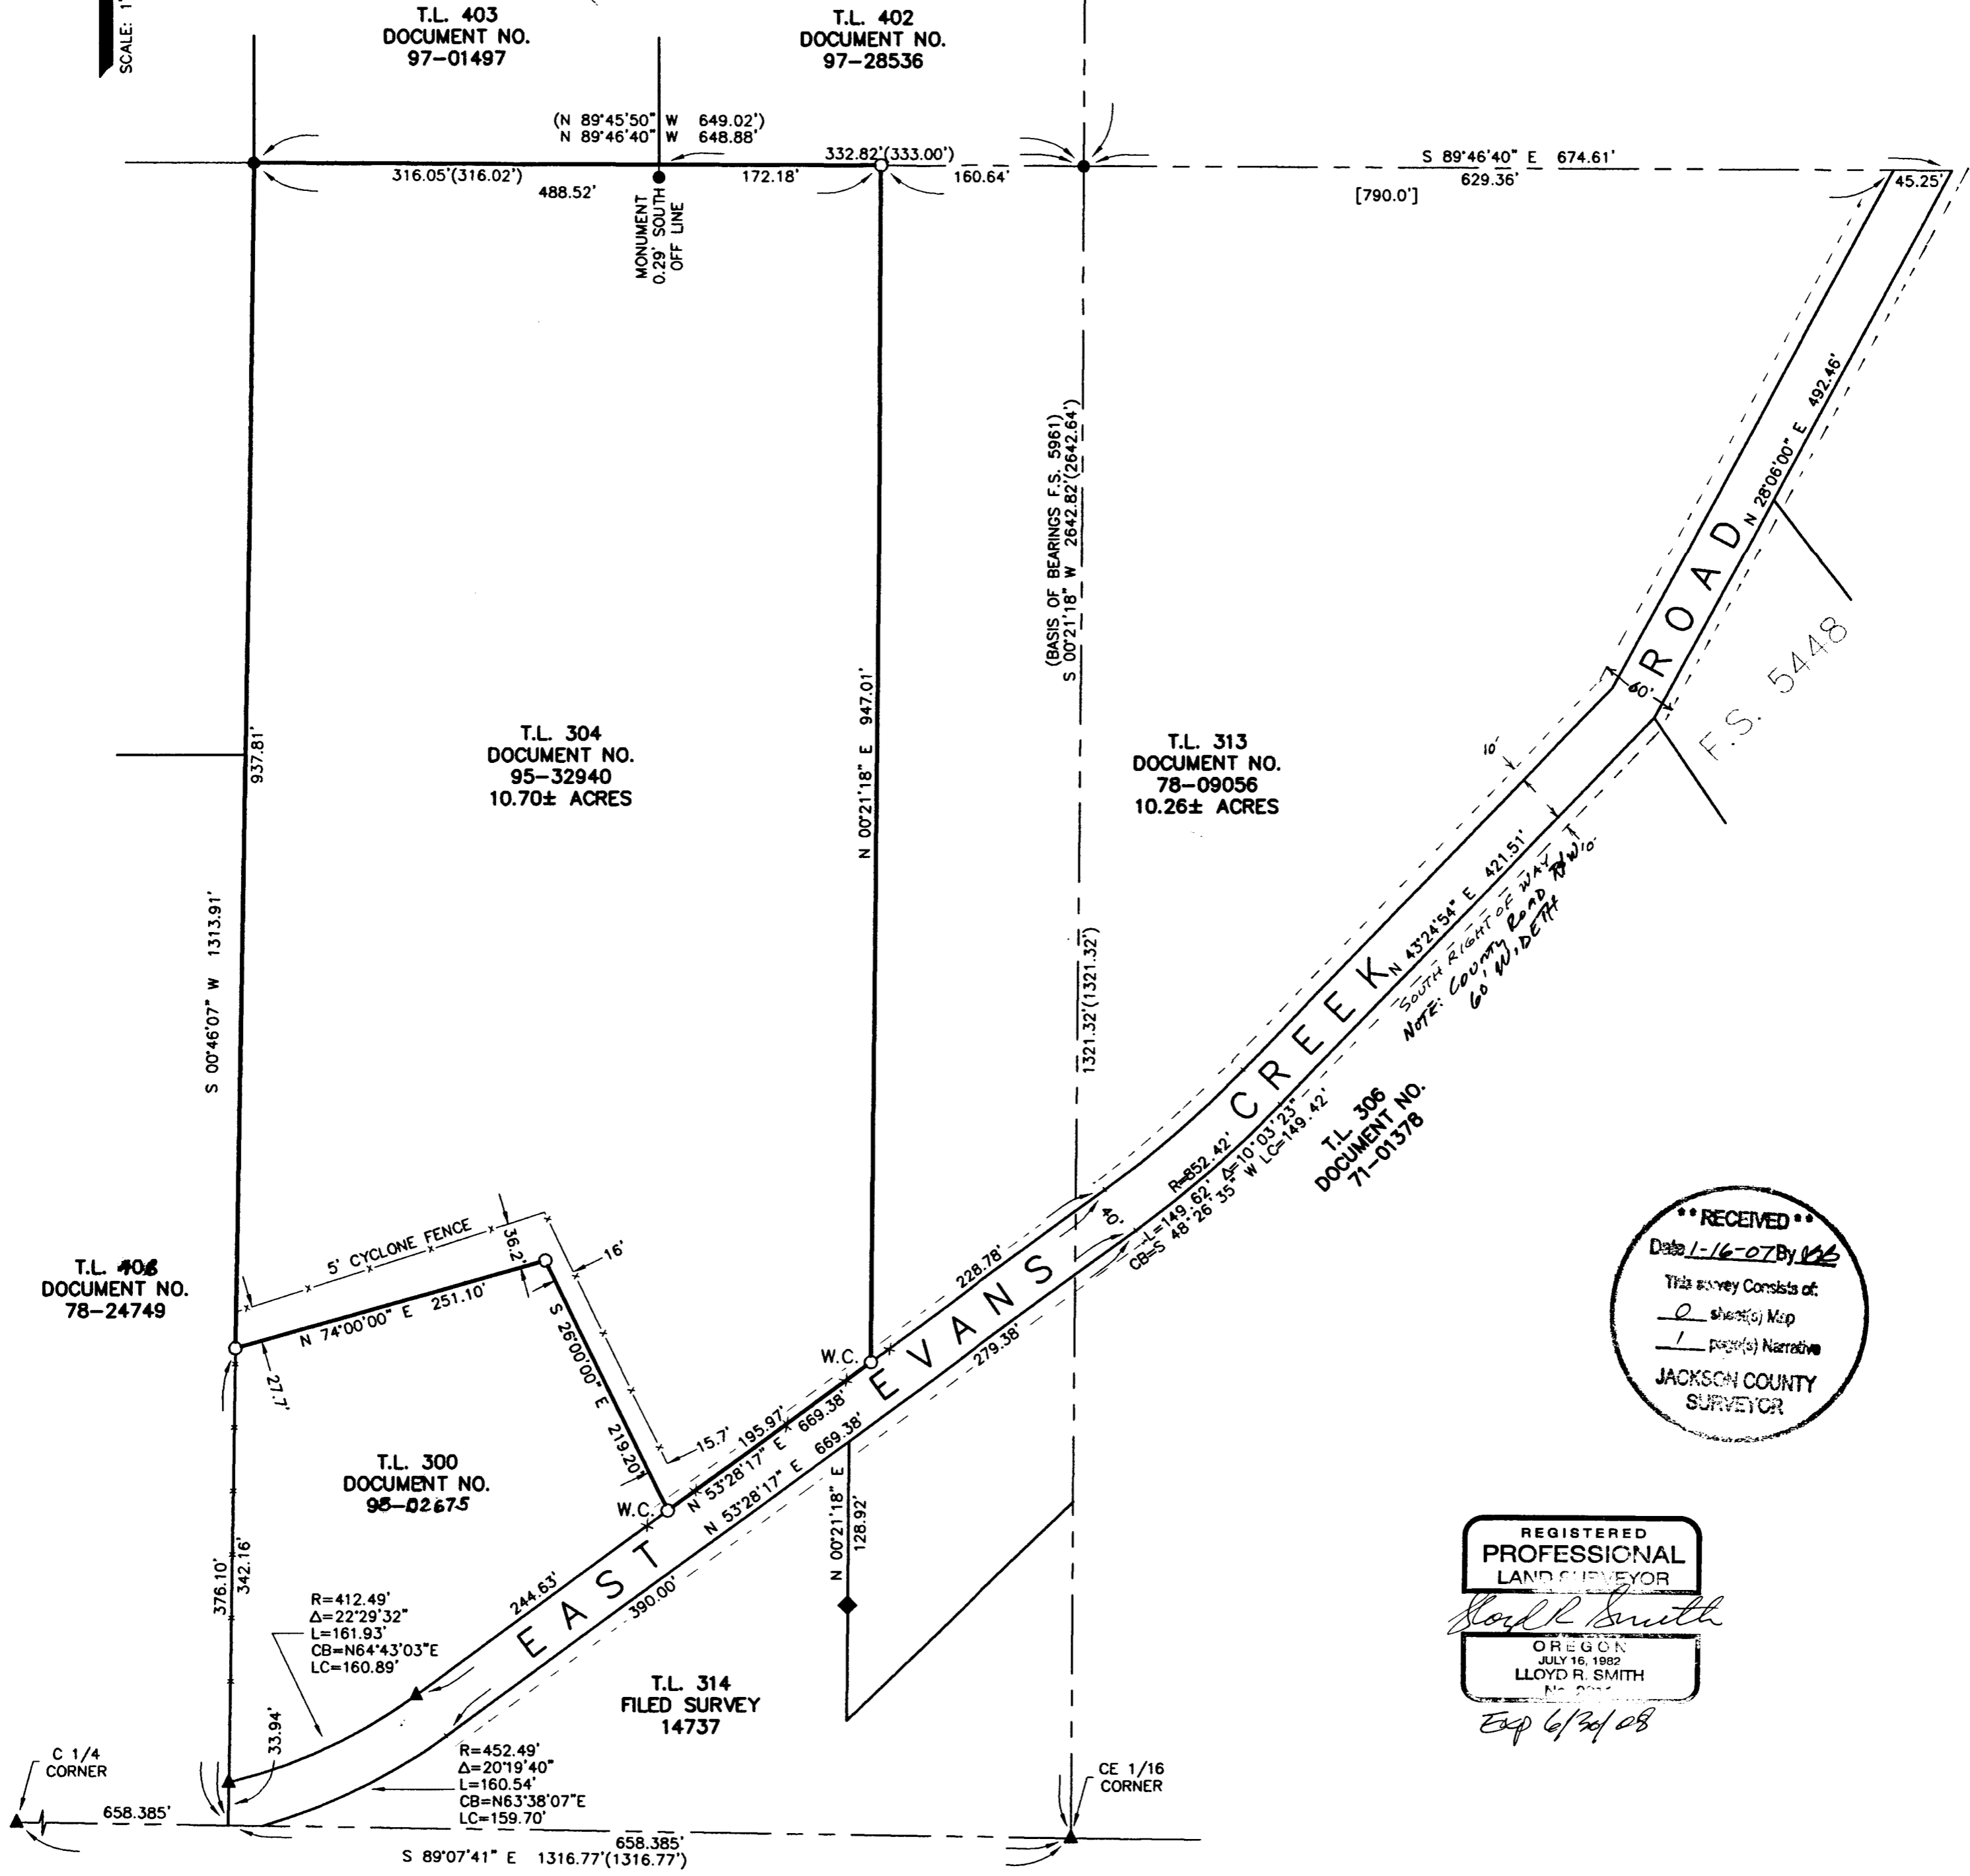 SCALE: 1"
T.L. 403
DOCUMENT NO.
97-01497
T.L. 402
DOCUMENT NO.
97-28536
(N 89°45'50" W 649.02')
N 89°46'40" W 648.88'
332.82'(333.00')
316.05'(316.02')
488.52'
172.18'
160.64'
S 89°46'40" E 674.61'
629.36'
[790.0']
45.25'
MONUMENT
0.29' SOUTH
OFF LINE
(BASIS OF BEARINGS F.S. 5961)
S 00°21'18" W 2642.82'(2642.64')
N 28°06'00" E 492.46'
937.81'
T.L. 304
DOCUMENT NO.
95-32940
10.70± ACRES
N 00°21'18" E 947.01'
T.L. 313
DOCUMENT NO.
78-09056
10.26± ACRES
60'
F.S. 5448
10'
S 00°46'07" W 1313.91'
1321.32'(1321.32')
N 43°24'54" E 421.51'
SOUTH RIGHT OF WAY
10'
NOTE: COUNTY ROAD R/W
60' WIDETH
EAST EVANS CREEK ROAD
T.L. 306
DOCUMENT NO.
71-01378
R=852.42'
L=149.62' Δ=10°03'23"
CB=S 48°26'35" W LC=149.42'
40'
228.78'
279.38'
5' CYCLONE FENCE
36.2'
16'
T.L. 406
DOCUMENT NO.
78-24749
N 74°00'00" E 251.10'
S 26°00'00" E 219.20'
27.7'
W.C.
15.7'
195.97'
N 53°28'17" E 669.38'
N 53°28'17" E 669.38'
W.C.
T.L. 300
DOCUMENT NO.
98-02675
N 00°21'18" E
128.92'
244.63'
390.00'
376.10'
342.16'
R=412.49'
Δ=22°29'32"
L=161.93'
CB=N64°43'03"E
LC=160.89'
33.94'
T.L. 314
FILED SURVEY
14737
R=452.49'
Δ=20°19'40"
L=160.54'
CB=N63°38'07"E
LC=159.70'
C 1/4
CORNER
658.385'
CE 1/16
CORNER
658.385'
S 89°07'41" E 1316.77'(1316.77')
** RECEIVED **
Date 1-16-07 By
This survey Consists of:
0 sheet(s) Map
1 page(s) Narrative
JACKSON COUNTY
SURVEYOR
REGISTERED
PROFESSIONAL
LAND SURVEYOR
Lloyd R Smith
OREGON
JULY 16, 1982
LLOYD R. SMITH
No.
Exp 6/30/08